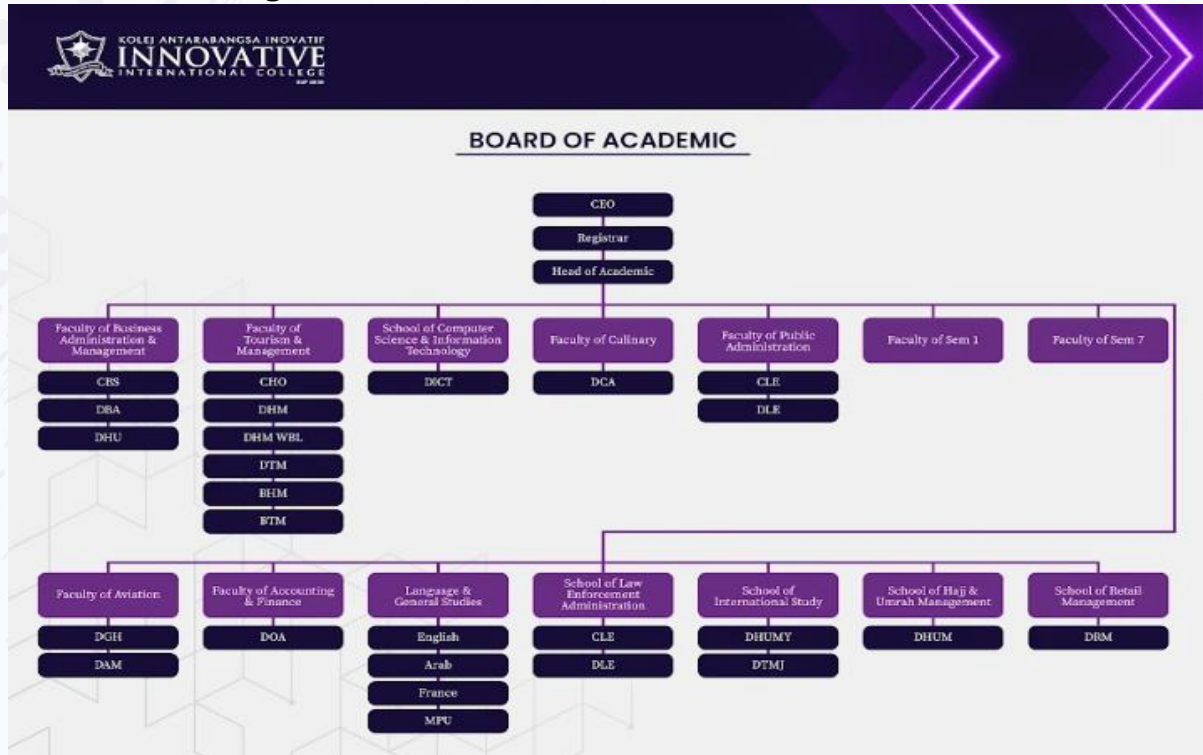 KOLEJ ANTARABANGSA INOVATIF
INNOVATIVE
INTERNATIONAL COLLEGE
BOARD OF ACADEMIC
CEO
Registrar
Head of Academic
Faculty of Business
Administration &
Management
CBS
DBA
DHU
Faculty of
Tourism &
Management
CHO
DHM
DHM WBL
DTM
BHM
BTM
School of Computer
Science & Information
Technology
DICT
Faculty of Culinary
DCA
Faculty of Public
Administration
CLE
DLE
Faculty of Sem 1
Faculty of Sem 7
Faculty of Aviation
DGH
DAM
Faculty of Accounting
& Finance
DOA
Language &
General Studies
English
Arab
France
MPU
School of Law
Enforcement
Administration
CLE
DLE
School of
International Study
DHUMY
DTMJ
School of Hajj &
Umrah Management
DHUM
School of Retail
Management
DRM